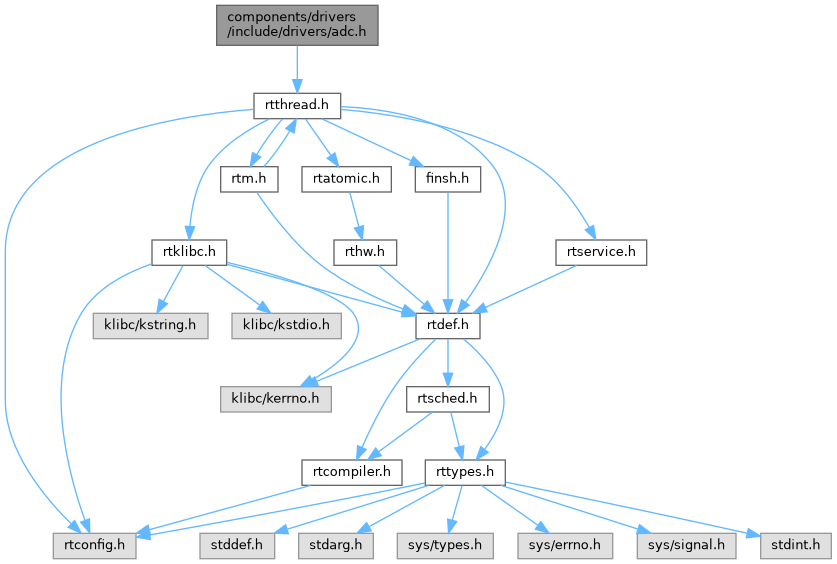 components/drivers
/include/drivers/adc.h
rtthread.h
rtm.h
rtatomic.h
finsh.h
rtklibc.h
rthw.h
rtservice.h
klibc/kstring.h
klibc/kstdio.h
rtdef.h
klibc/kerrno.h
rtsched.h
rtcompiler.h
rttypes.h
rtconfig.h
stddef.h
stdarg.h
sys/types.h
sys/errno.h
sys/signal.h
stdint.h